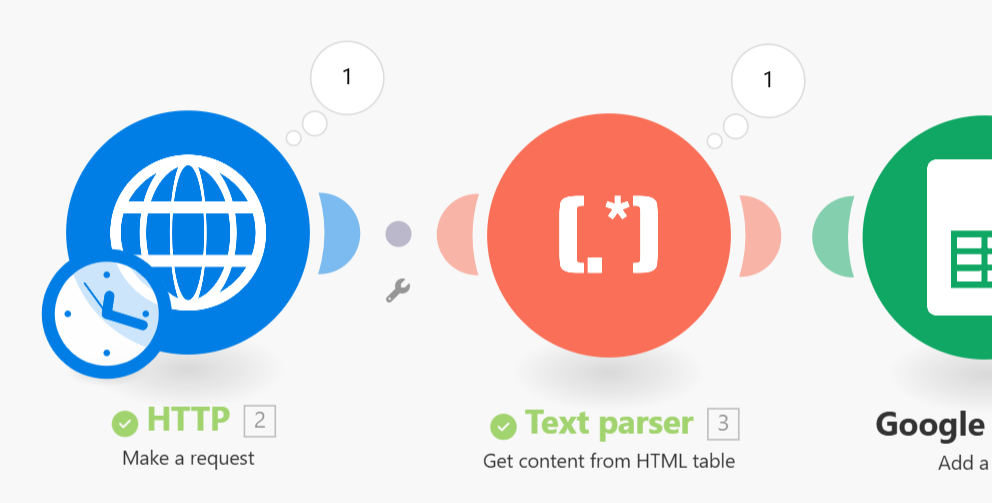 1
1
[.*]
HTTP 2
Make a request
Text parser 3
Get content from HTML table
Google
Add a